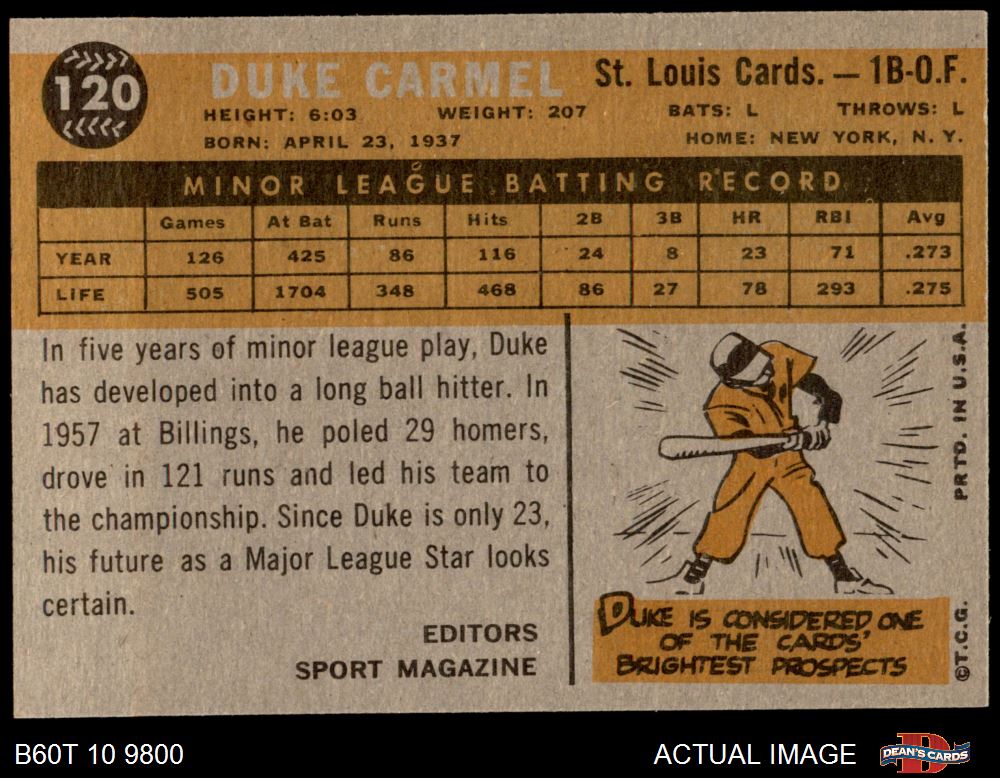 120
DUKE CARMEL
St. Louis Cards. — 1B-O.F.
HEIGHT: 6:03 WEIGHT: 207 BATS: L THROWS: L
BORN: APRIL 23, 1937 HOME: NEW YORK, N. Y.
MINOR LEAGUE BATTING RECORD
Games At Bat Runs Hits 2B 3B HR RBI Avg
YEAR 126 425 86 116 24 8 23 71 .273
LIFE 505 1704 348 468 86 27 78 293 .275
In five years of minor league play, Duke
has developed into a long ball hitter. In
1957 at Billings, he poled 29 homers,
drove in 121 runs and led his team to
the championship. Since Duke is only 23,
his future as a Major League Star looks
certain.
EDITORS
SPORT MAGAZINE
DUKE IS CONSIDERED ONE
OF THE CARDS'
BRIGHTEST PROSPECTS
©T.C.G. PRTD. IN U.S.A.
B60T 10 9800
ACTUAL IMAGE
DEAN'S CARDS